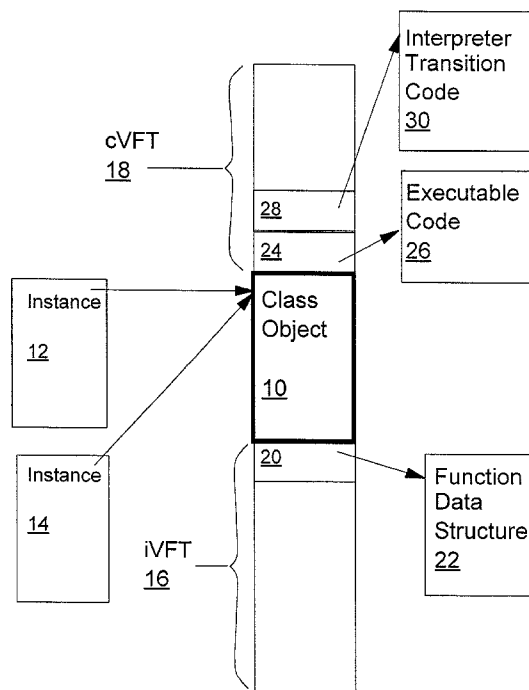 Interpreter
Transition
Code
30
cVFT
18
28
Executable
Code
26
24
Instance
12
Class
Object
10
Instance
14
20
Function
Data
Structure
22
iVFT
16